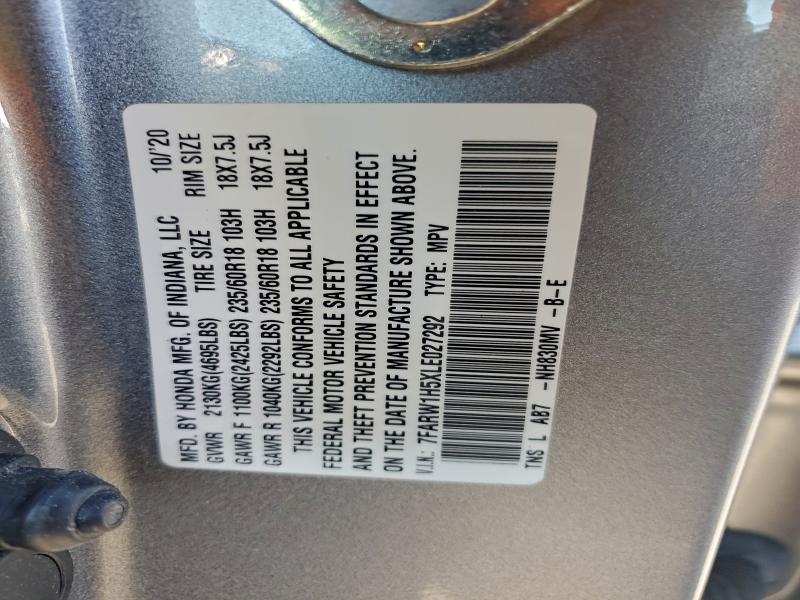 MFD. BY HONDA MFG. OF INDIANA, LLC 10/'20
GVWR 2130KG(4695LBS) TIRE SIZE RIM SIZE
GAWR F 1100KG(2425LBS) 235/60R18 103H 18X7.5J
GAWR R 1040KG(2292LBS) 235/60R18 103H 18X7.5J
THIS VEHICLE CONFORMS TO ALL APPLICABLE
FEDERAL MOTOR VEHICLE SAFETY
AND THEFT PREVENTION STANDARDS IN EFFECT
ON THE DATE OF MANUFACTURE SHOWN ABOVE.
V.I.N.: 7FARW1H5XLE027292 TYPE: MPV
TNS L AB7 -NH830MV -B-E